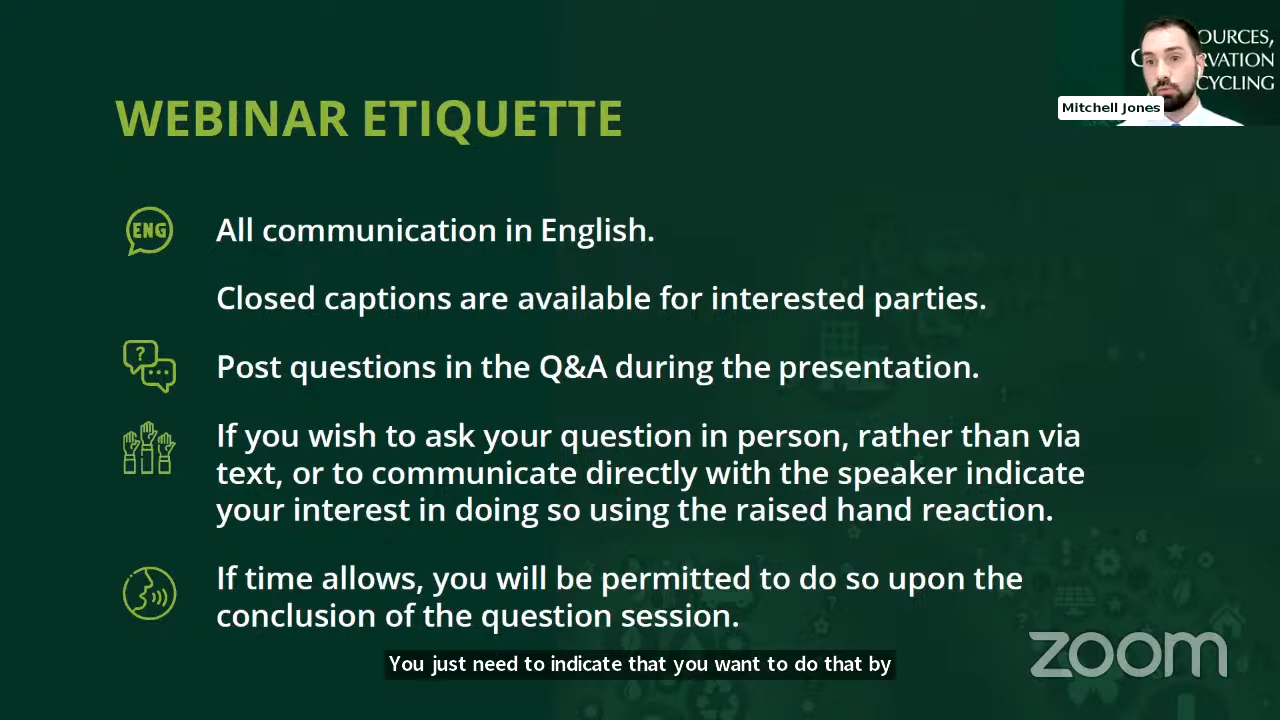 OURCES,
RVATION
CYCLING
Mitchell Jones
WEBINAR ETIQUETTE
ENG
All communication in English.
Closed captions are available for interested parties.
?
Post questions in the Q&A during the presentation.
If you wish to ask your question in person, rather than via
text, or to communicate directly with the speaker indicate
your interest in doing so using the raised hand reaction.
If time allows, you will be permitted to do so upon the
conclusion of the question session.
You just need to indicate that you want to do that by
zoom